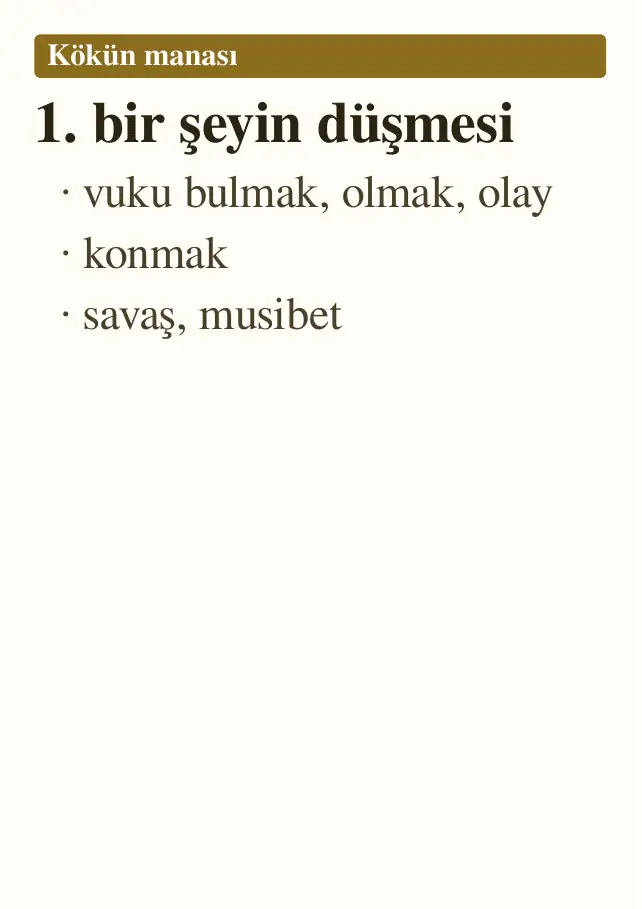 Kökün manası
1. bir şeyin düşmesi
· vuku bulmak, olmak, olay
· konmak
· savaş, musibet